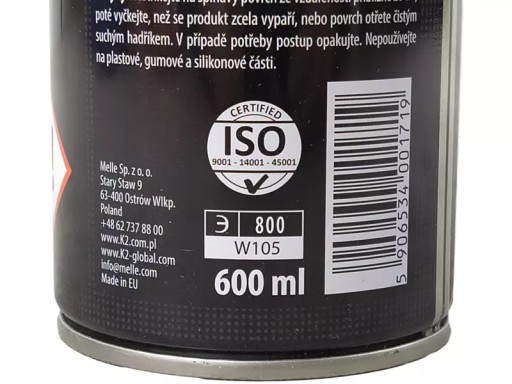 poté vyčkejte, než se produkt zcela vypaří, nebo povrch otřete čistým
suchým hadříkem. V případě potřeby postup opakujte. Nepoužívejte
na plastové, gumové a silikonové části.
CERTIFIED
ISO
9001 - 14001 - 45001
Melle Sp. z o. o.
Stary Staw 9
63-400 Ostrów Wlkp.
Poland
+48 62 737 88 00
www.K2.com.pl
www.K2-global.com
info@melle.com
Made in EU
℈ 800
W105
600 ml
5 906534 001719